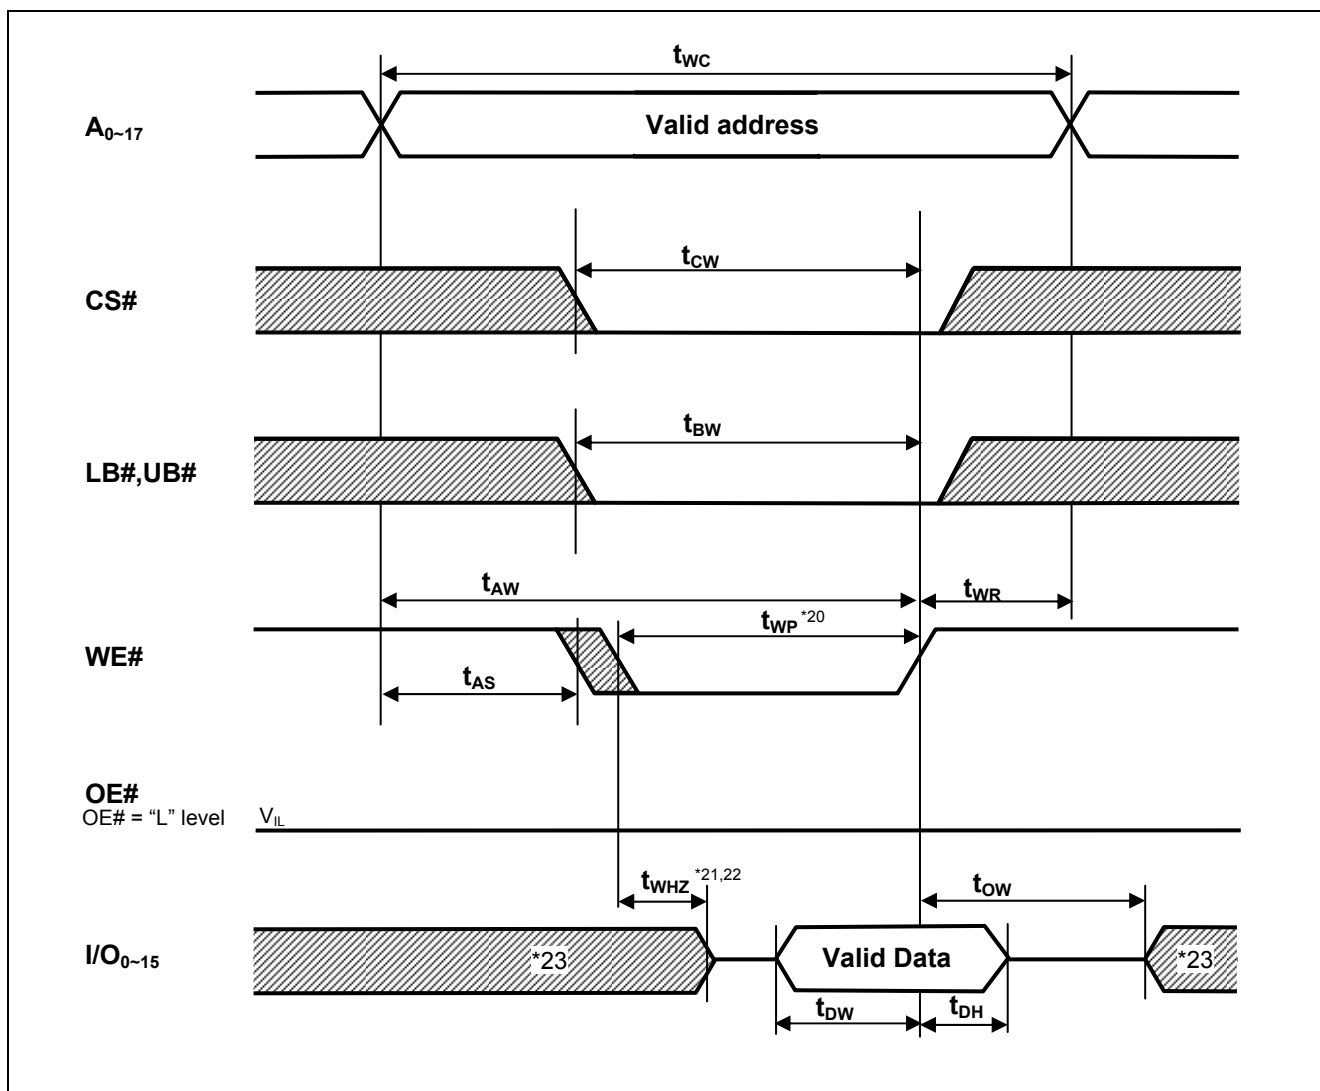 tWC
A0~17
Valid address
tCW
CS#
tBW
LB#,UB#
tAW
tWR
tWP *20
WE#
tAS
OE#
OE# = “L” level
VIL
tWHZ *21,22
tOW
I/O0~15
*23
Valid Data
*23
tDW
tDH